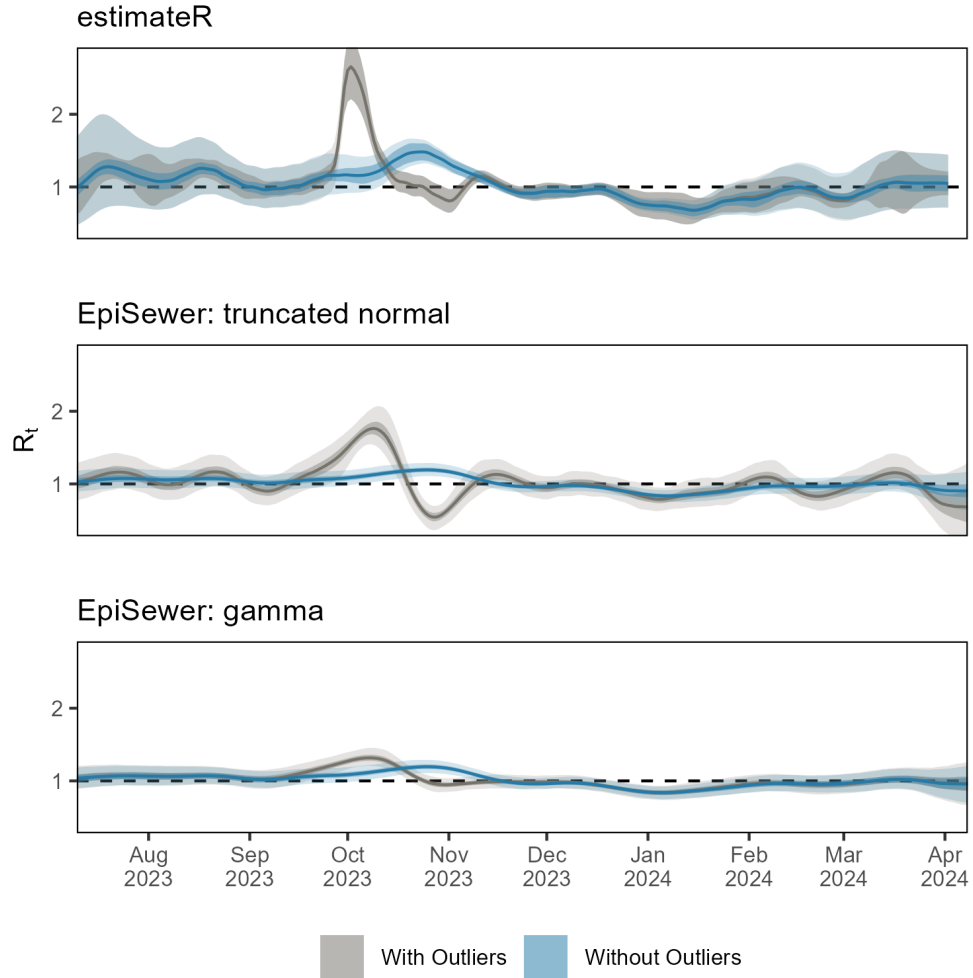 estimateR
2
1
EpiSewer: truncated normal
2
1
Rt
EpiSewer: gamma
2
1
Aug Sep Oct Nov Dec Jan Feb Mar Apr
2023 2023 2023 2023 2023 2024 2024 2024 2024
With Outliers Without Outliers